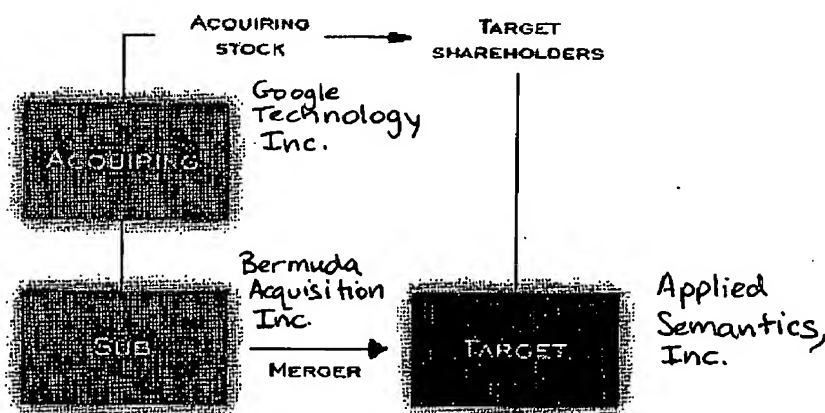 ACQUIRING
STOCK
TARGET
SHAREHOLDERS
Google
Technology
Inc.
ACQUIRING
Bermuda
Acquisition
Inc.
SUB
MERGER
TARGET
Applied
Semantics,
Inc.